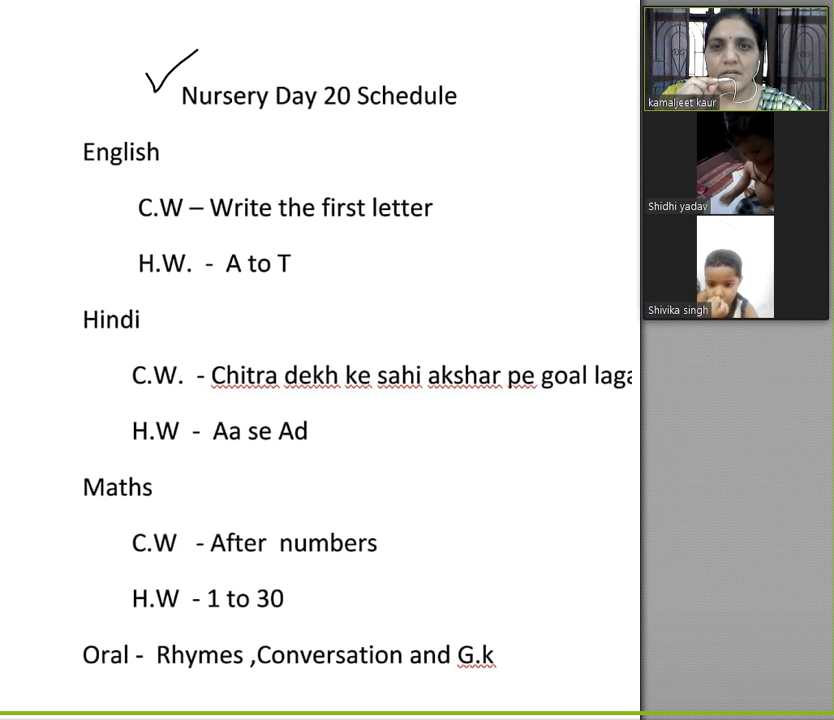 Nursery Day 20 Schedule
English
C.W – Write the first letter
H.W. - A to T
Hindi
C.W. - Chitra dekh ke sahi akshar pe goal laga
H.W - Aa se Ad
Maths
C.W - After numbers
H.W - 1 to 30
Oral - Rhymes ,Conversation and G.k
kamaljeet kaur
Shidhi yadav
Shivika singh